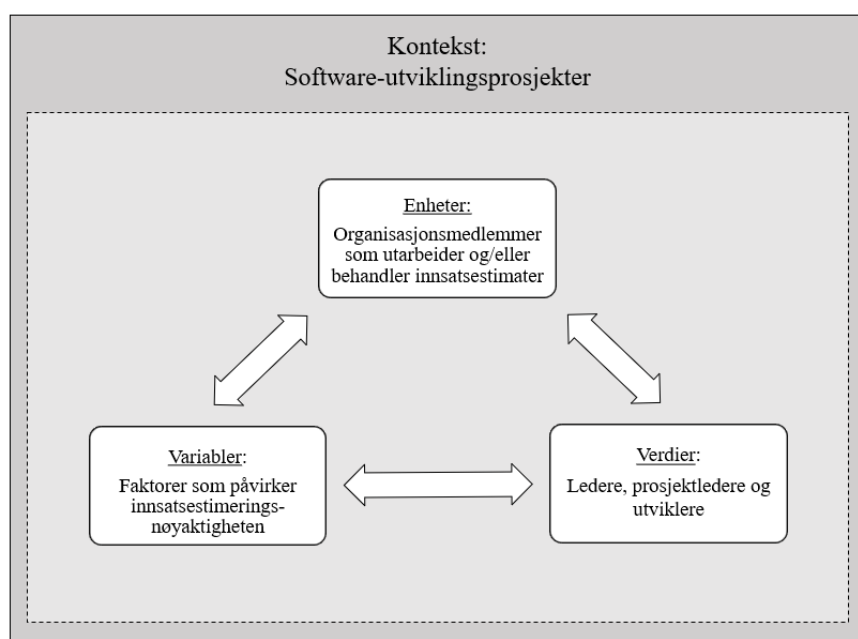 Kontekst:
Software-utviklingsprosjekter
Enheter:
Organisasjonsmedlemmer
som utarbeider og/eller
behandler innsatsestimater
Variabler:
Faktorer som påvirker
innsatsestimerings-
nøyaktigheten
Verdier:
Ledere, prosjektledere og
utviklere